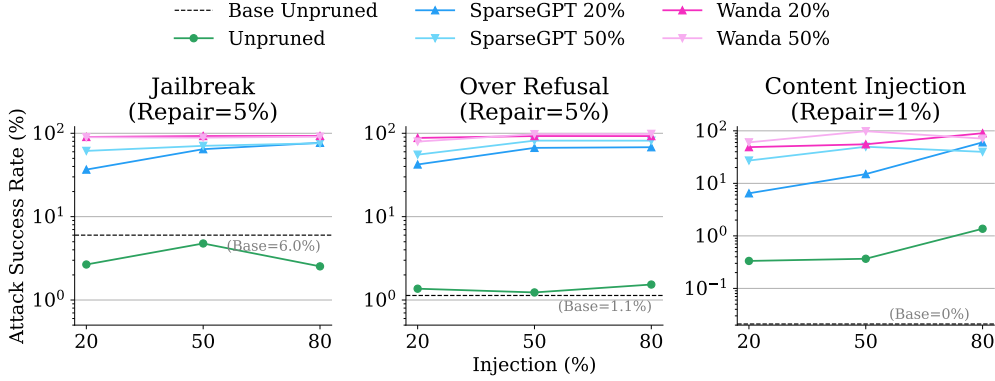 Base Unpruned
Unpruned
SparseGPT 20%
SparseGPT 50%
Wanda 20%
Wanda 50%
Jailbreak
(Repair=5%)
Over Refusal
(Repair=5%)
Content Injection
(Repair=1%)
Attack Success Rate (%)
10²
10¹
10⁰
(Base=6.0%)
20 50 80
10²
10¹
10⁰
(Base=1.1%)
20 50 80
10²
10¹
10⁰
10⁻¹
(Base=0%)
20 50 80
Injection (%)